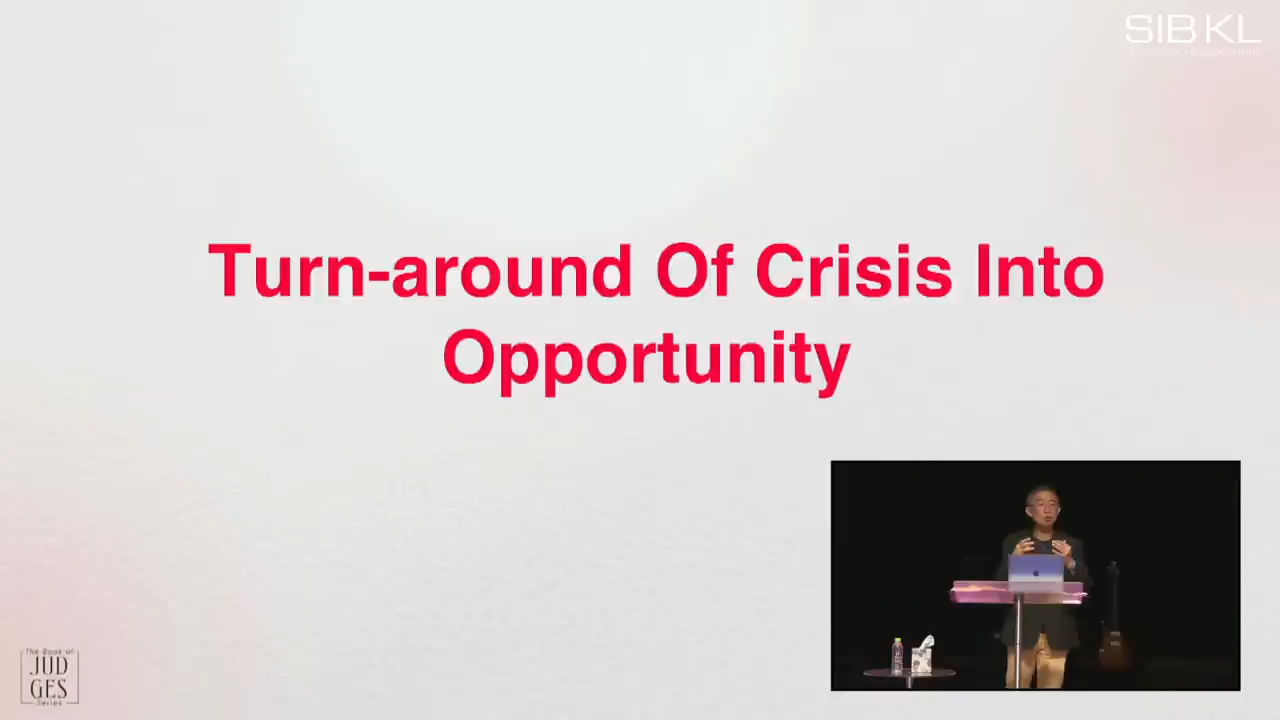 SIBKL
Turn-around Of Crisis Into
Opportunity
The Book of
JUD
GES
Series